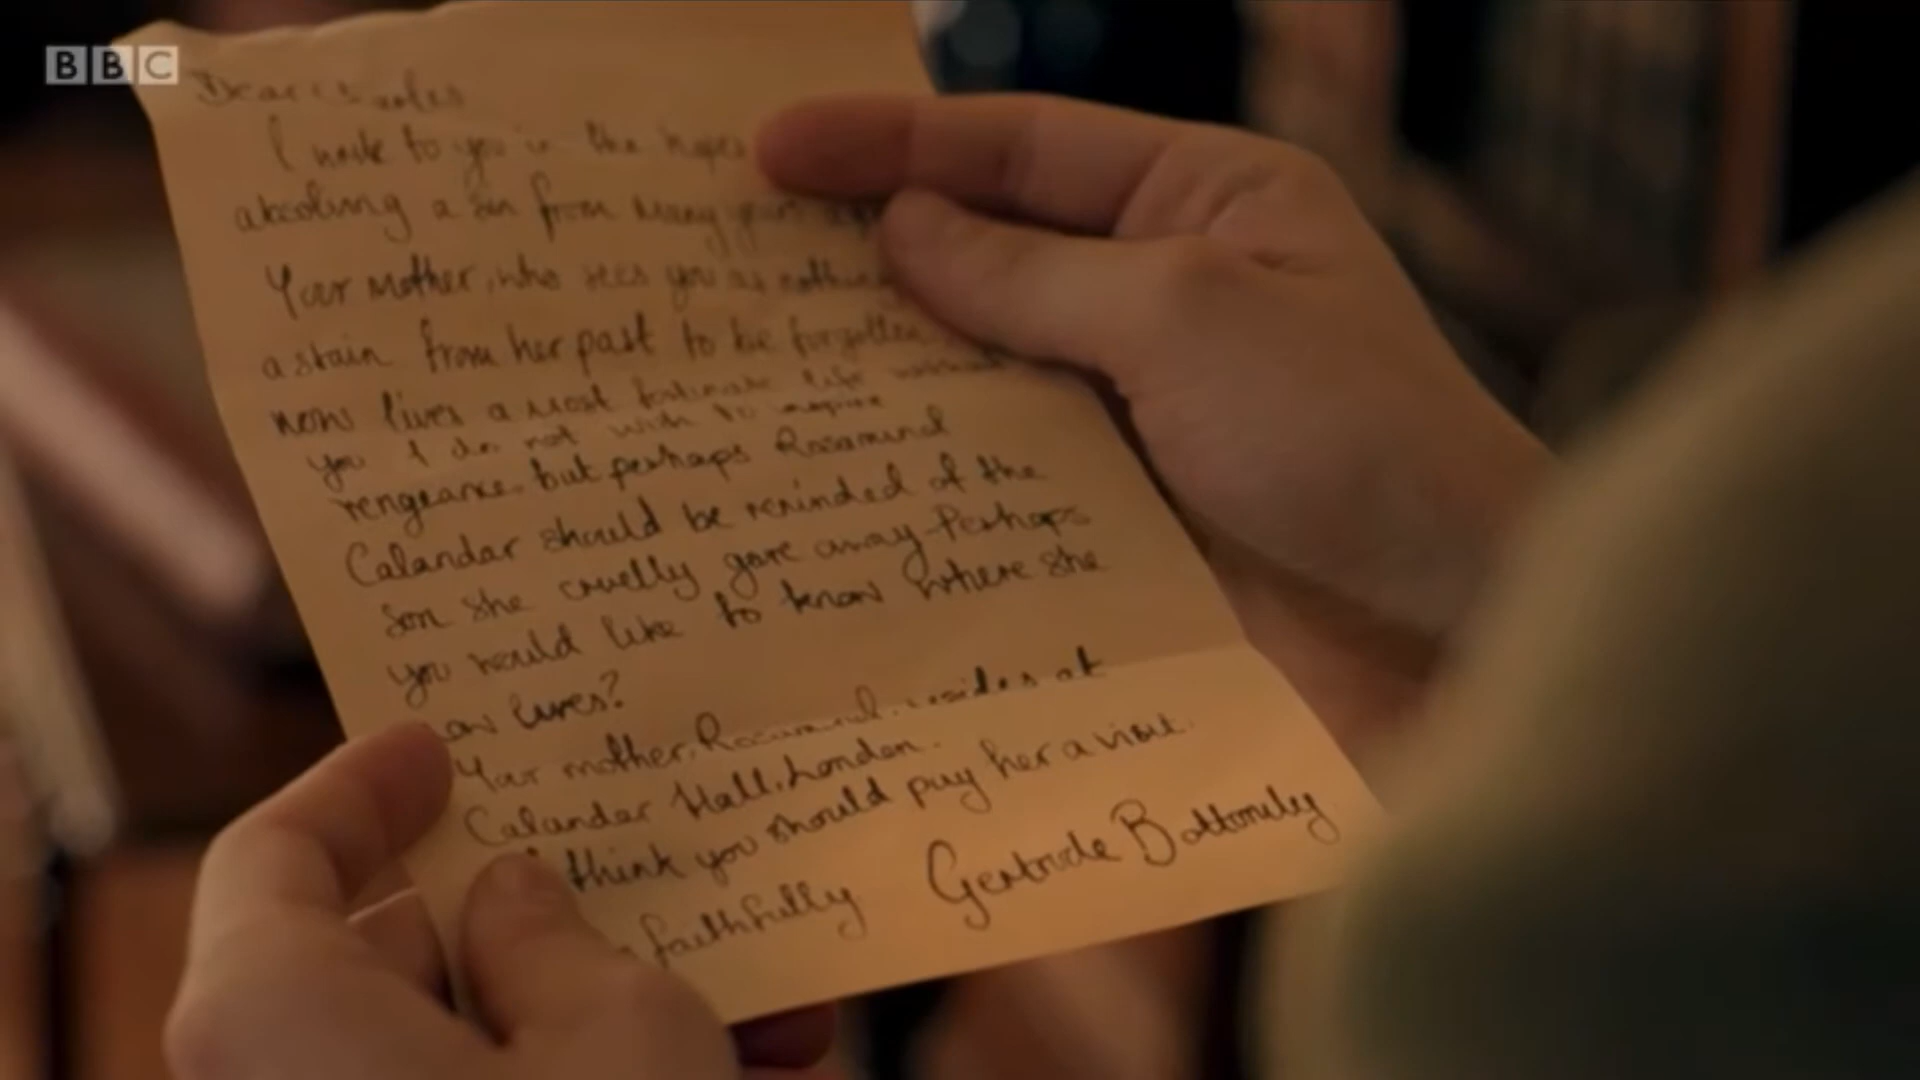 BBC
Dear
I write to you in the hopes
absolving a sin from many years
Your mother, who sees you as nothing
a stain from her past to be forgotten
now lives a most fortunate life without
you I do not wish to inspire
vengeance, but perhaps Rosamund
Calandar should be reminded of the
son she cruelly gave away. Perhaps
you would like to know where she
now lives?
Your mother, Rosamund, resides at
Calandar Hall, London.
think you should pay her a visit.
faithfully Gertrude Bottomley